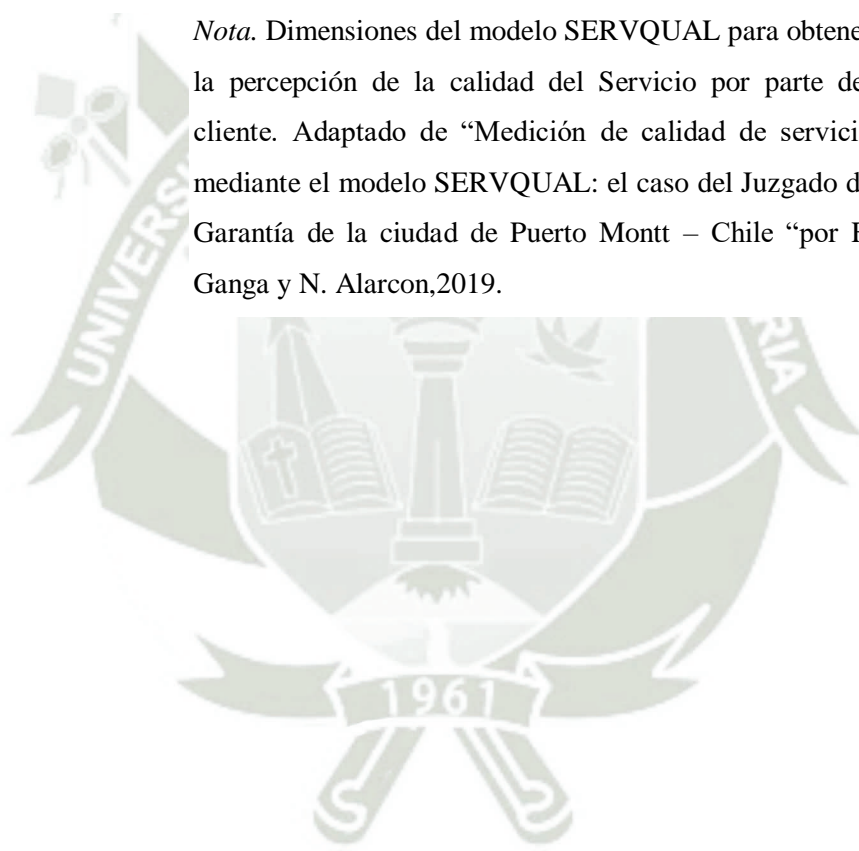 Nota. Dimensiones del modelo SERVQUAL para obtene
la percepción de la calidad del Servicio por parte de
cliente. Adaptado de “Medición de calidad de servici
mediante el modelo SERVQUAL: el caso del Juzgado d
Garantía de la ciudad de Puerto Montt – Chile “por
Ganga y N. Alarcon,2019.
UNIVERS
RIA
1961